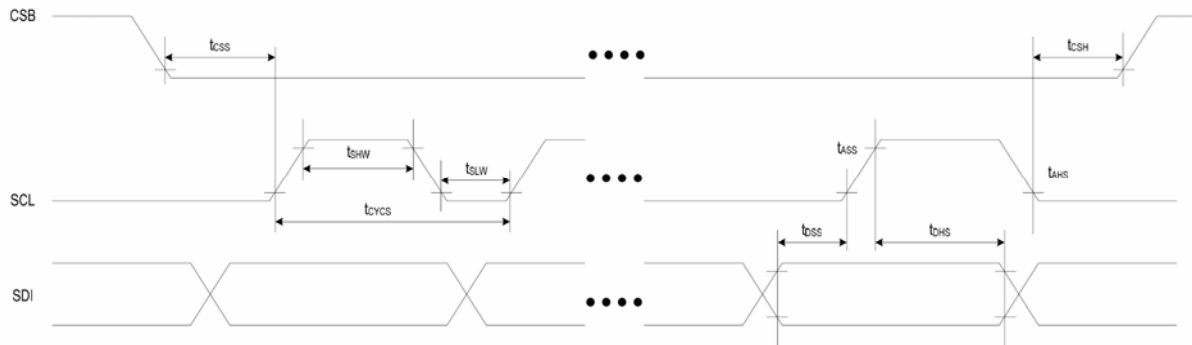 CSB
tCSS
tCSH
tSHW
tSLW
tASS
tAHS
SCL
tCYCS
tDSS
tDHS
SDI